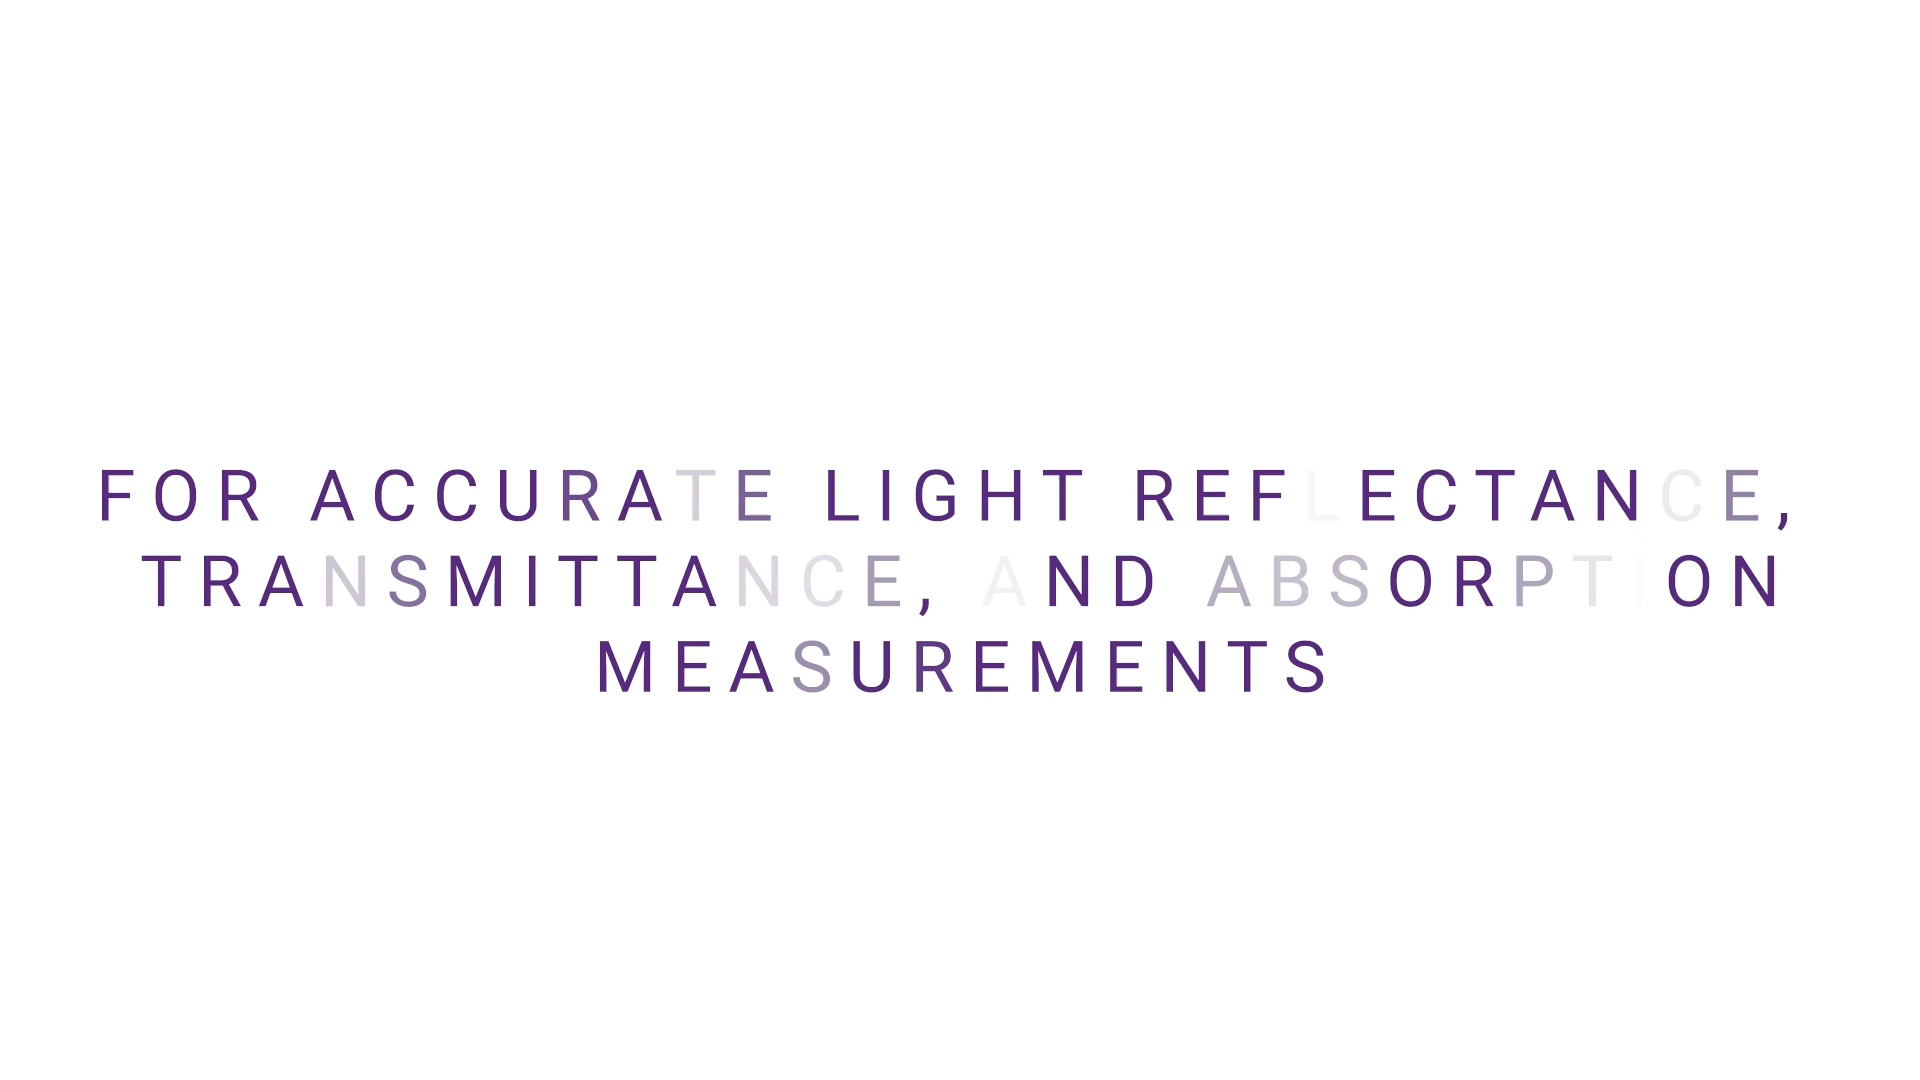 FOR ACCURATE LIGHT REFLECTANCE,
TRANSMITTANCE, AND ABSORPTION
MEASUREMENTS